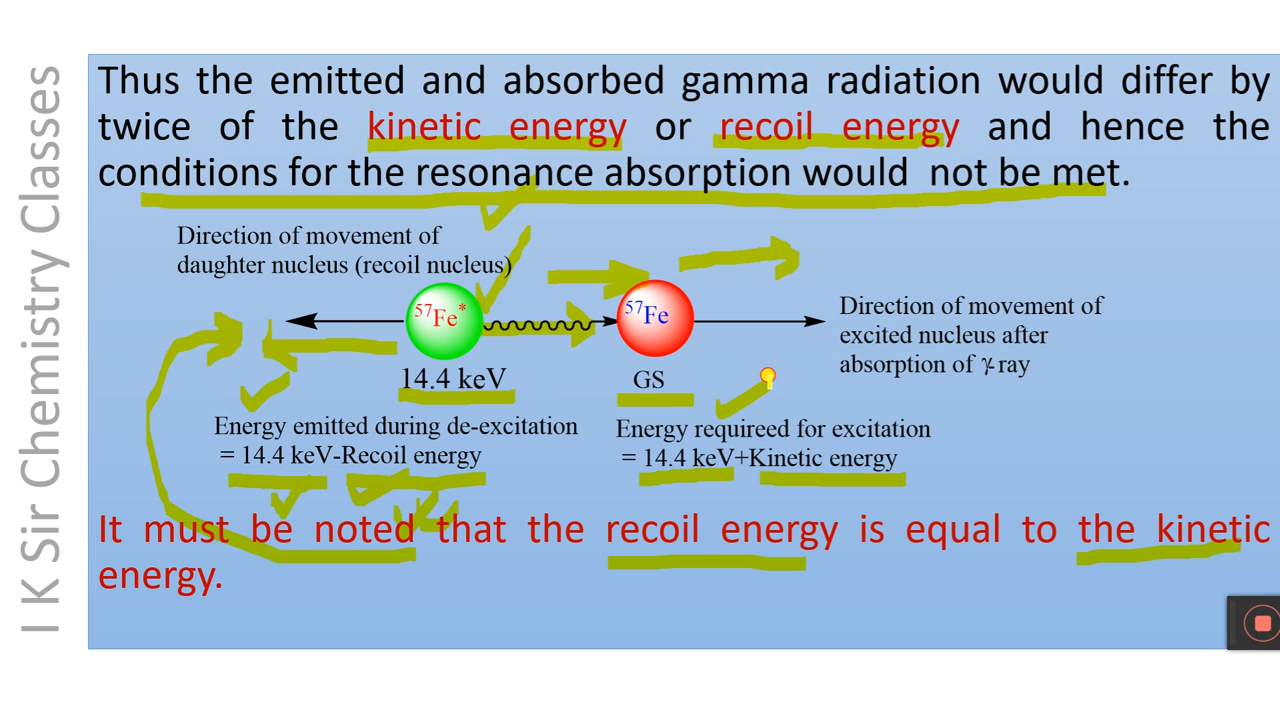 I K Sir Chemistry Classes
Thus the emitted and absorbed gamma radiation would differ by
twice of the kinetic energy or recoil energy and hence the
conditions for the resonance absorption would not be met.
Direction of movement of
daughter nucleus (recoil nucleus)
57Fe*
57Fe
Direction of movement of
excited nucleus after
absorption of γ-ray
14.4 keV
GS
Energy emitted during de-excitation
= 14.4 keV-Recoil energy
Energy requireed for excitation
= 14.4 keV+Kinetic energy
It must be noted that the recoil energy is equal to the kinetic
energy.